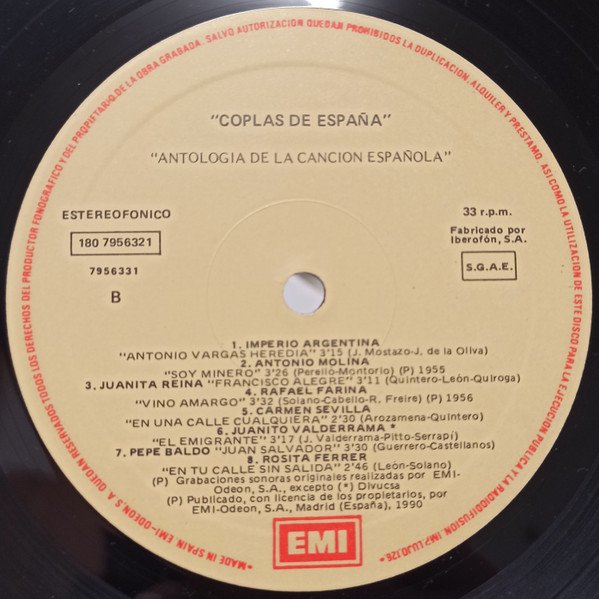 RESERVADOS TODOS LOS DERECHOS DEL PRODUCTOR FONOGRAFICO Y DEL PROPIETARIO DE LA OBRA GRABADA. SALVO AUTORIZACION QUEDAN PROHIBIDOS LA DUPLICACION, ALQUILER Y PRESTAMO, ASI COMO LA UTILIZACION DE ESTE DISCO PARA LA EJECUCION PUBLICA Y LA RADIODIFUSION.
"COPLAS DE ESPAÑA"
"ANTOLOGIA DE LA CANCION ESPAÑOLA"
ESTEREOFONICO
180 7956321
7956331
B
33 r.p.m.
Fabricado por
Iberofón, S.A.
S.G.A.E.
1. IMPERIO ARGENTINA
"ANTONIO VARGAS HEREDIA" 3'15 (J. Mostazo-J. de la Oliva)
2. ANTONIO MOLINA
"SOY MINERO" 3'26 (Perelló-Montorio) (P) 1955
3. JUANITA REINA "FRANCISCO ALEGRE" 3'11 (Quintero-León-Quiroga)
4. RAFAEL FARINA
"VINO AMARGO" 3'32 (Solano-Cabello-R. Freire) (P) 1956
5. CARMEN SEVILLA
"EN UNA CALLE CUALQUIERA" 2'30 (Arozamena-Quintero)
6. JUANITO VALDERRAMA *
"EL EMIGRANTE" 3'17 (J. Valderrama-Pitto-Serrapí)
7. PEPE BALDO "JUAN SALVADOR" 3'30 (Guerrero-Castellanos)
8. ROSITA FERRER
"EN TU CALLE SIN SALIDA" 2'46 (León-Solano)
(P) Grabaciones sonoras originales realizadas por EMI-
Odeon, S.A., excepto (*) Divucsa
(P) Publicado, con licencia de los propietarios, por
EMI-Odeon, S.A., Madrid (España), 1990
EMI
*MADE IN SPAIN EMI-ODEON, S.A. QUEDAN